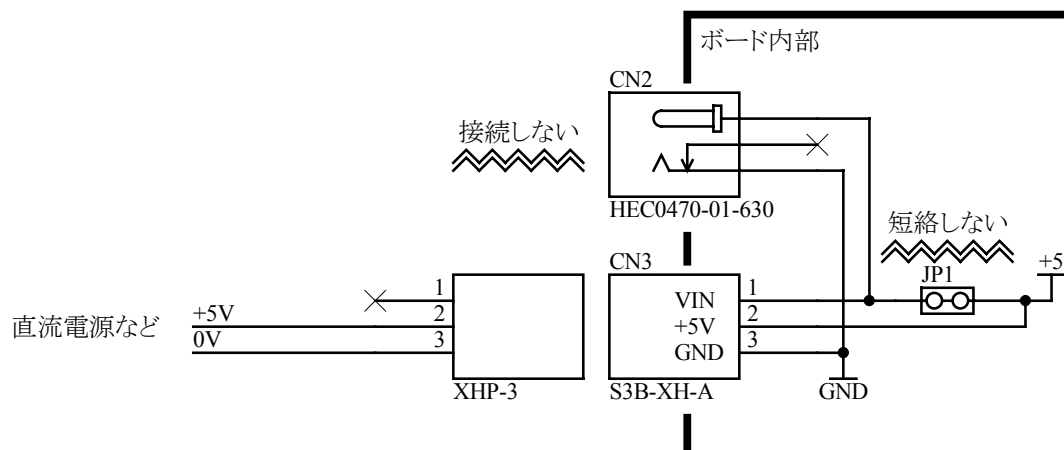 ボード内部
CN2
接続しない
HEC0470-01-630
短絡しない
CN3
JP1
+5
1
VIN
1
直流電源など
+5V
2
+5V
2
0V
3
GND
3
XHP-3
S3B-XH-A
GND